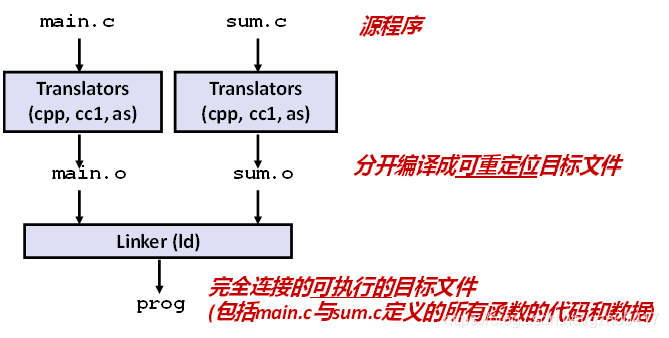 main.c sum.c 源程序
Translators Translators
(cpp, cc1, as) (cpp, cc1, as)
main.o sum.o 分开编译成可重定位目标文件
Linker (ld)
prog 完全连接的可执行的目标文件
(包括main.c与sum.c定义的所有函数的代码和数据